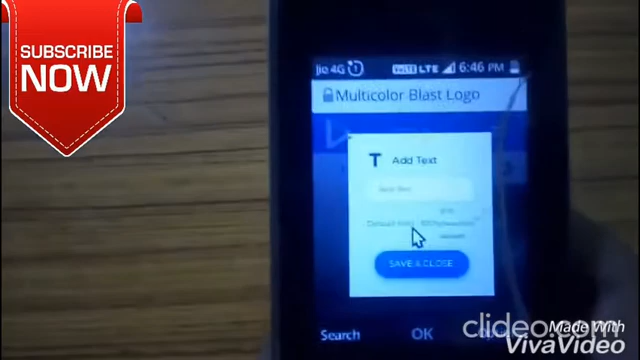 SUBSCRIBE
NOW
Jio 4G 1 VoLTE LTE 6:46 PM
Multicolor Blast Logo
T Add Text
SAVE & CLOSE
Search OK
clideo.com
Made With
VivaVideo